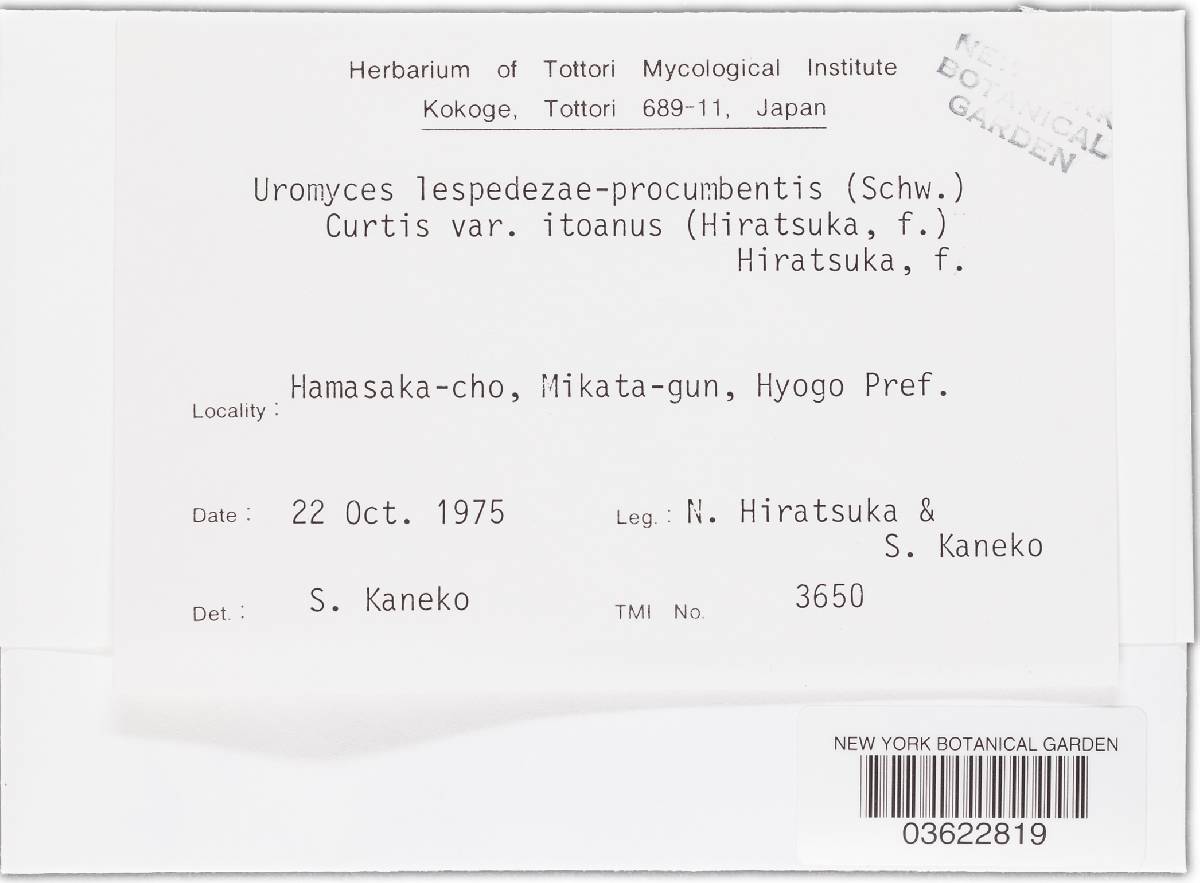 Herbarium of Tottori Mycological Institute
Kokoge, Tottori 689-11, Japan
BOTANICAL
GARDEN
Uromyces lespedezae-procumbentis (Schw.)
Curtis var. itoanus (Hiratsuka, f.)
Hiratsuka, f.
Locality: Hamasaka-cho, Mikata-gun, Hyogo Pref.
Date: 22 Oct. 1975 Leg.: N. Hiratsuka &
S. Kaneko
Det.: S. Kaneko TMI No. 3650
NEW YORK BOTANICAL GARDEN
03622819